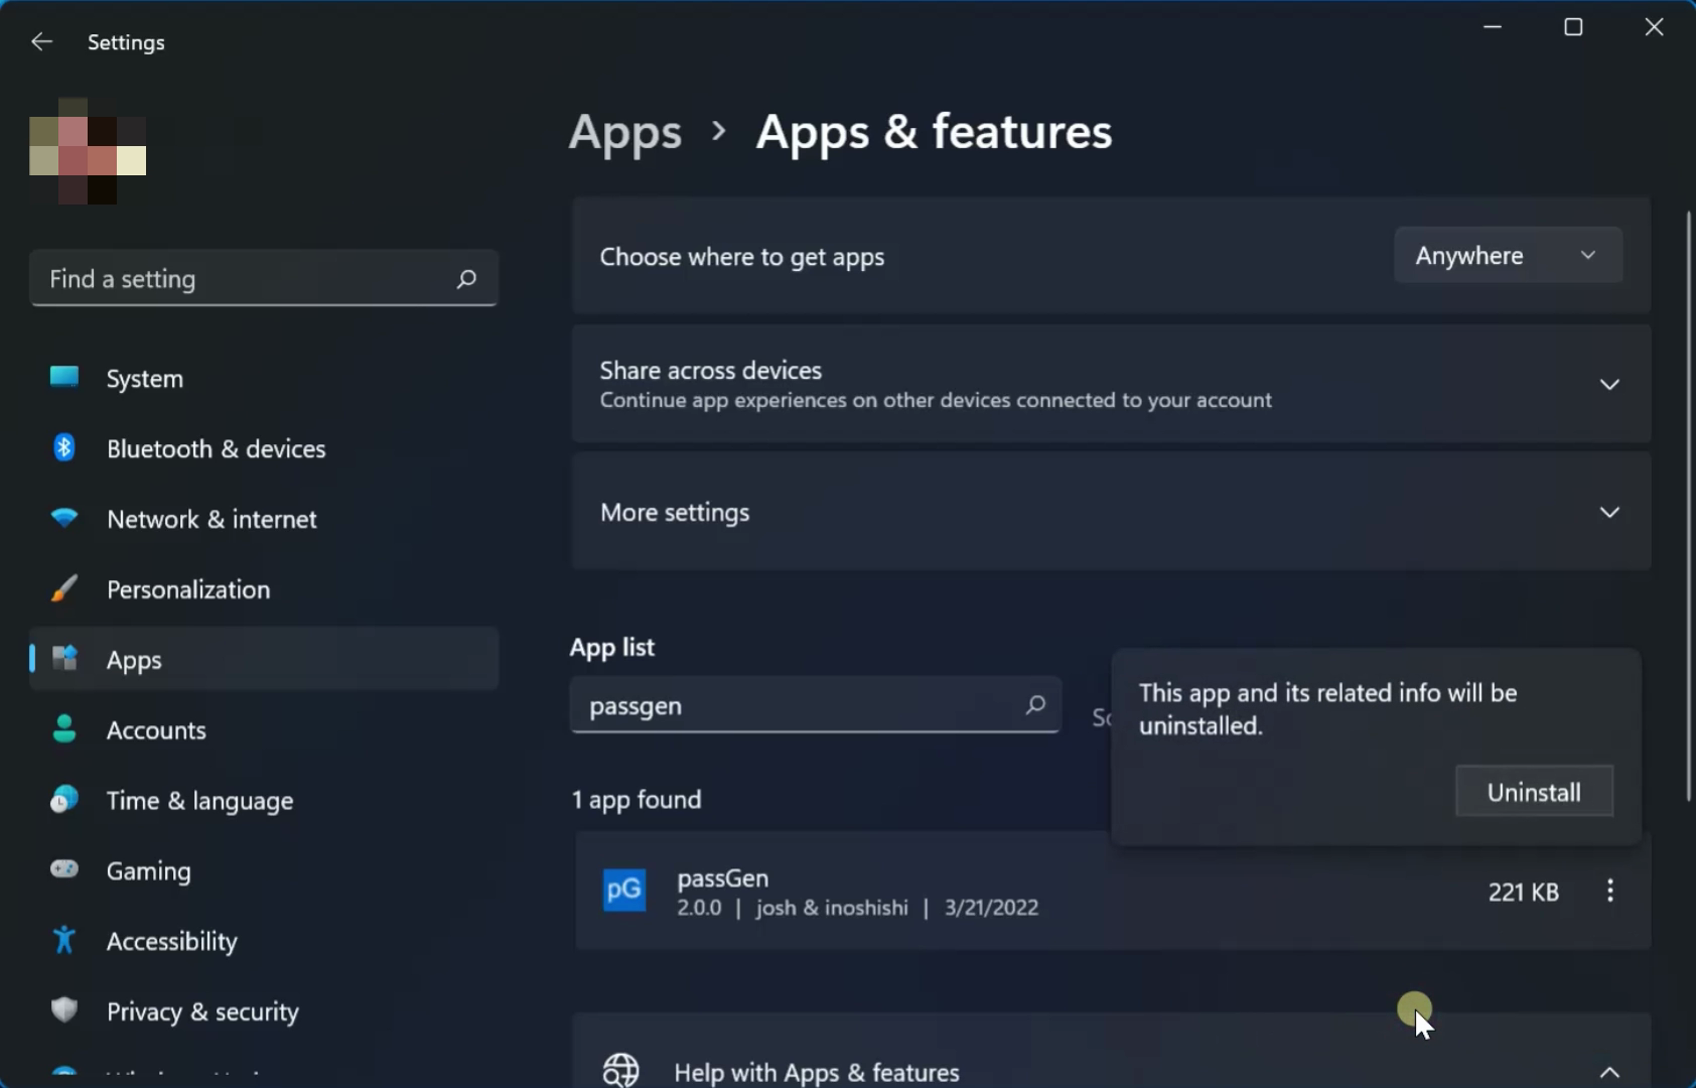 Settings
Find a setting
System
Bluetooth & devices
Network & internet
Personalization
Apps
Accounts
Time & language
Gaming
Accessibility
Privacy & security
Apps > Apps & features
Choose where to get apps
Anywhere
Share across devices
Continue app experiences on other devices connected to your account
More settings
App list
passgen
This app and its related info will be
uninstalled.
Uninstall
1 app found
pG
passGen
2.0.0 | josh & inoshishi | 3/21/2022
221 KB
Help with Apps & features